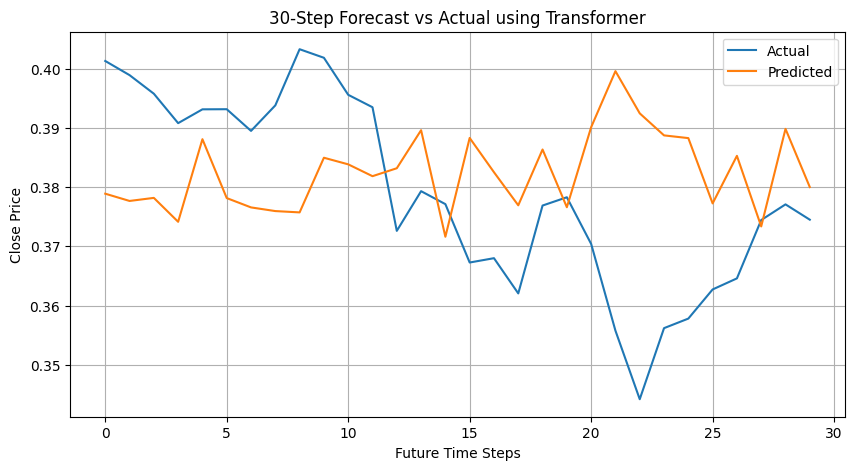 30-Step Forecast vs Actual using Transformer
Actual
Predicted
Close Price
0.40
0.39
0.38
0.37
0.36
0.35
0 5 10 15 20 25 30
Future Time Steps